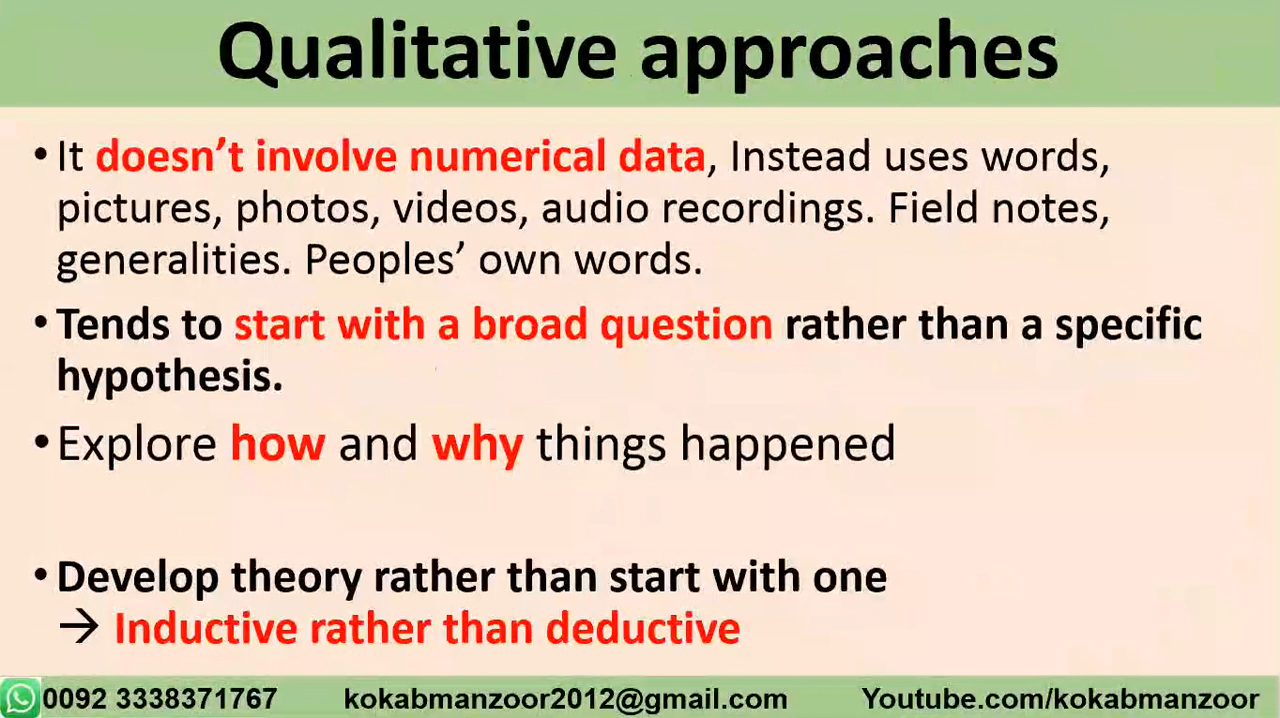 Qualitative approaches
• It doesn’t involve numerical data, Instead uses words,
pictures, photos, videos, audio recordings. Field notes,
generalities. Peoples’ own words.
• Tends to start with a broad question rather than a specific
hypothesis.
• Explore how and why things happened
• Develop theory rather than start with one
→ Inductive rather than deductive
0092 3338371767 kokabmanzoor2012@gmail.com Youtube.com/kokabmanzoor